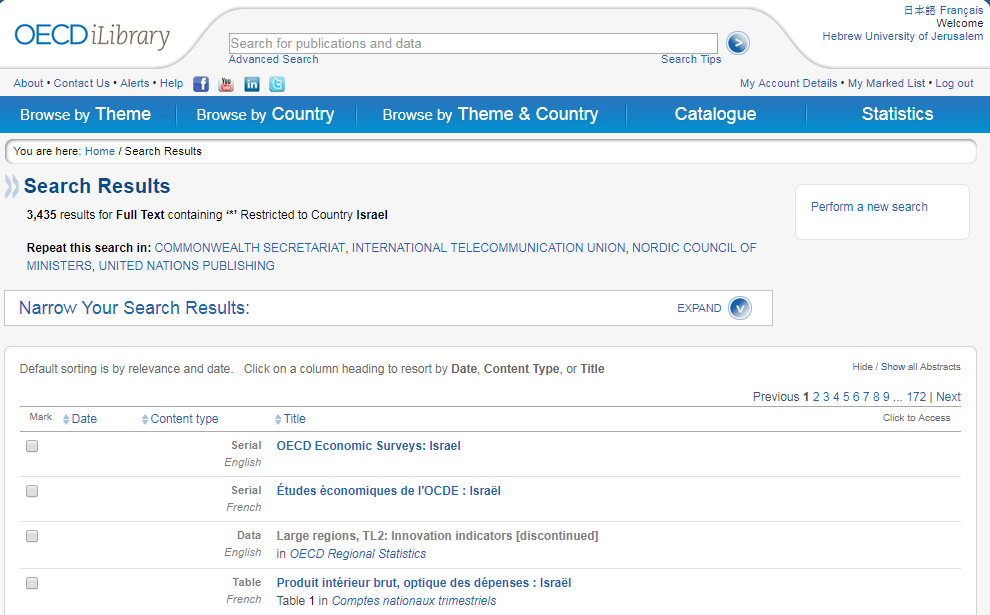 日本語 Français
OECD iLibrary
Welcome
Hebrew University of Jerusalem
Search for publications and data
Advanced Search Search Tips
About • Contact Us • Alerts • Help
My Account Details • My Marked List • Log out
Browse by Theme Browse by Country Browse by Theme & Country Catalogue Statistics
You are here: Home / Search Results
Search Results
Perform a new search
3,435 results for Full Text containing '*' Restricted to Country Israel
Repeat this search in: COMMONWEALTH SECRETARIAT, INTERNATIONAL TELECOMMUNICATION UNION, NORDIC COUNCIL OF
MINISTERS, UNITED NATIONS PUBLISHING
Narrow Your Search Results: EXPAND
Default sorting is by relevance and date. Click on a column heading to resort by Date, Content Type, or Title
Hide / Show all Abstracts
Previous 1 2 3 4 5 6 7 8 9 ... 172 | Next
Mark Date Content type Title Click to Access
Serial OECD Economic Surveys: Israel
English
Serial Études économiques de l'OCDE : Israël
French
Data Large regions, TL2: Innovation indicators [discontinued]
English in OECD Regional Statistics
Table Produit intérieur brut, optique des dépenses : Israël
French Table 1 in Comptes nationaux trimestriels